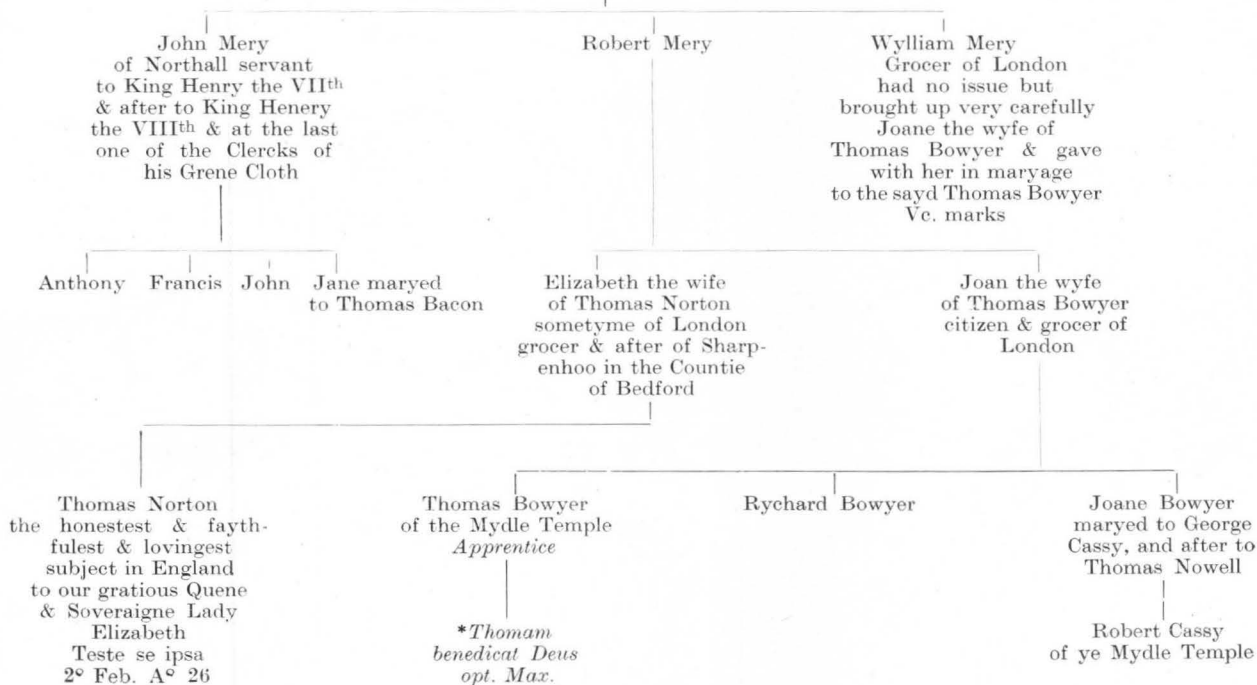 John Mery
of Northall servant
to King Henry the VIIth
& after to King Henery
the VIIIth & at the last
one of the Clercks of
his Grene Cloth
Robert Mery
Wylliam Mery
Grocer of London
had no issue but
brought up very carefully
Joane the wyfe of
Thomas Bowyer & gave
with her in maryage
to the sayd Thomas Bowyer
Vc. marks
Anthony
Francis
John
Jane maryed
to Thomas Bacon
Elizabeth the wife
of Thomas Norton
sometyme of London
grocer & after of Sharp-
enhoo in the Countie
of Bedford
Joan the wyfe
of Thomas Bowyer
citizen & grocer of
London
Thomas Norton
the honestest & fayth-
fulest & lovingest
subject in England
to our gratious Quene
& Soveraigne Lady
Elizabeth
Teste se ipsa
2º Feb. Aº 26
Thomas Bowyer
of the Mydle Temple
Apprentice
*Thomam
benedicat Deus
opt. Max.
Rychard Bowyer
Joane Bowyer
maryed to George
Cassy, and after to
Thomas Nowell
Robert Cassy
of ye Mydle Temple